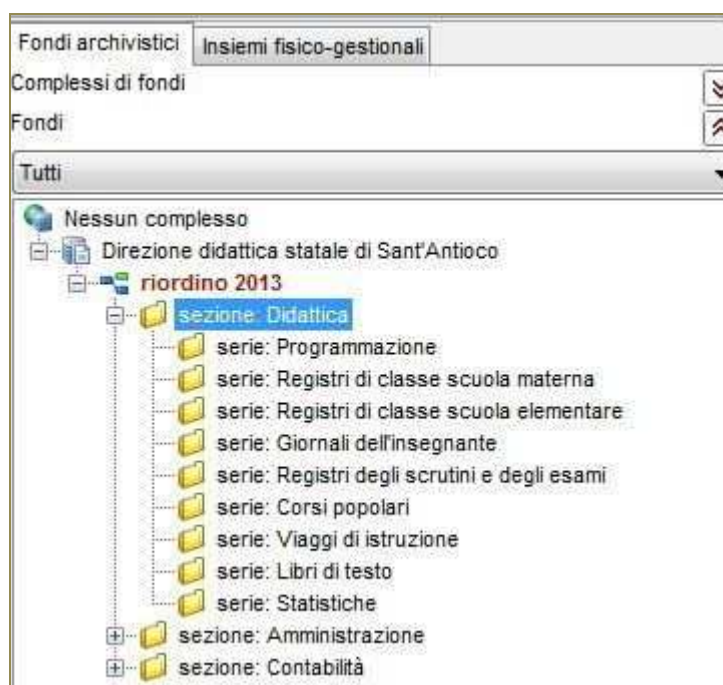 Fondi archivistici Insiemi fisico-gestionali
Complessi di fondi
Fondi
Tutti
Nessun complesso
Direzione didattica statale di Sant'Antioco
riordino 2013
sezione: Didattica
serie: Programmazione
serie: Registri di classe scuola materna
serie: Registri di classe scuola elementare
serie: Giornali dell'insegnante
serie: Registri degli scrutini e degli esami
serie: Corsi popolari
serie: Viaggi di istruzione
serie: Libri di testo
serie: Statistiche
sezione: Amministrazione
sezione: Contabilità